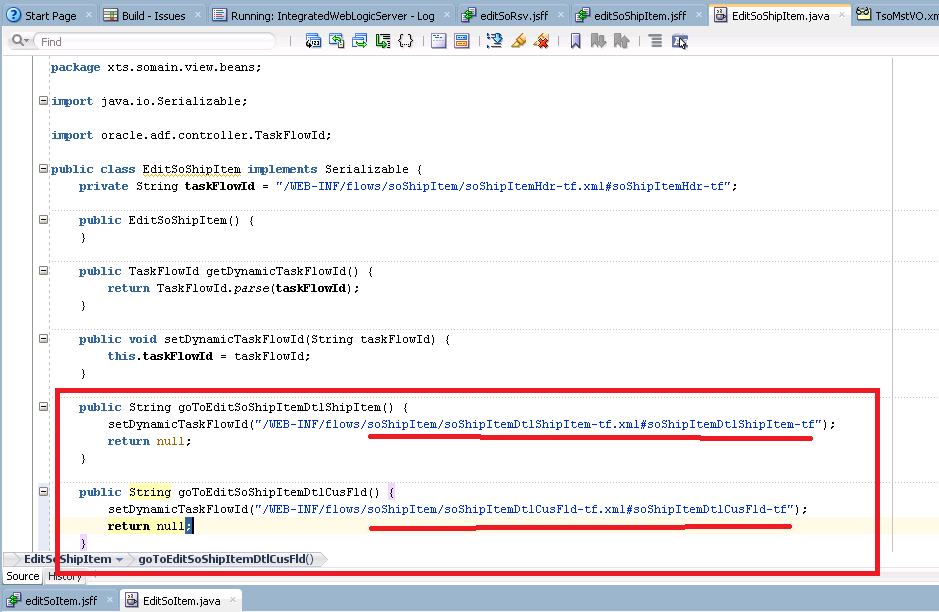 Start Page Build - Issues Running: IntegratedWebLogicServer - Log editSoRsv.jsff editSoShipItem.jsff EditSoShipItem.java TsoMstVO.xm
Find
package xts.somain.view.beans;
import java.io.Serializable;
import oracle.adf.controller.TaskFlowId;
public class EditSoShipItem implements Serializable {
private String taskFlowId = "/WEB-INF/flows/soShipItem/soShipItemHdr-tf.xml#soShipItemHdr-tf";
public EditSoShipItem() {
}
public TaskFlowId getDynamicTaskFlowId() {
return TaskFlowId.parse(taskFlowId);
}
public void setDynamicTaskFlowId(String taskFlowId) {
this.taskFlowId = taskFlowId;
}
public String goToEditSoShipItemDtlShipItem() {
setDynamicTaskFlowId("/WEB-INF/flows/soShipItem/soShipItemDtlShipItem-tf.xml#soShipItemDtlShipItem-tf");
return null;
}
public String goToEditSoShipItemDtlCusFld() {
setDynamicTaskFlowId("/WEB-INF/flows/soShipItem/soShipItemDtlCusFld-tf.xml#soShipItemDtlCusFld-tf");
return null;
}
EditSoShipItem goToEditSoShipItemDtlCusFld()
Source History
editSoItem.jsff EditSoItem.java